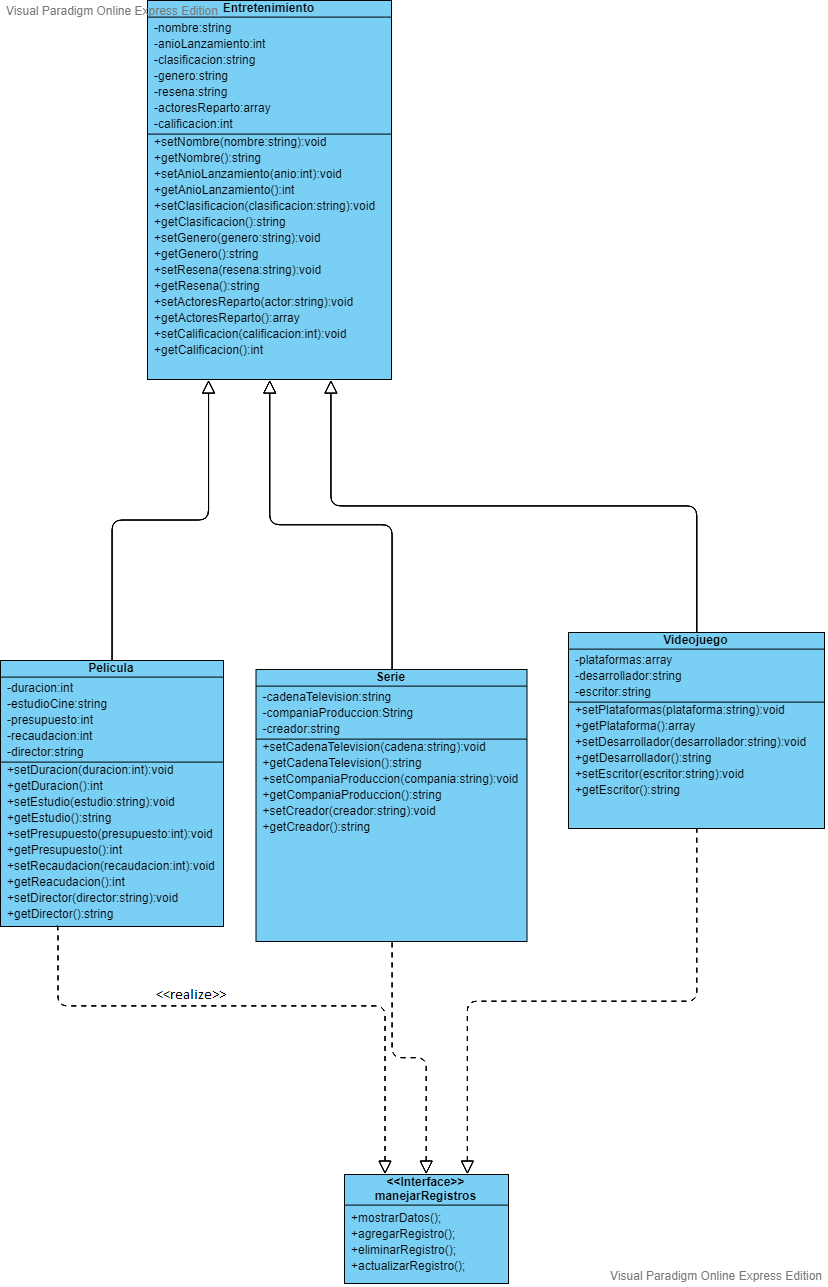 Visual Paradigm Online Express Edition
Entretenimiento
-nombre:string
-anioLanzamiento:int
-clasificacion:string
-genero:string
-resena:string
-actoresReparto:array
-calificacion:int
+setNombre(nombre:string):void
+getNombre():string
+setAnioLanzamiento(anio:int):void
+getAnioLanzamiento():int
+setClasificacion(clasificacion:string):void
+getClasificacion():string
+setGenero(genero:string):void
+getGenero():string
+setResena(resena:string):void
+getResena():string
+setActoresReparto(actor:string):void
+getActoresReparto():array
+setCalificacion(calificacion:int):void
+getCalificacion():int
Pelicula
-duracion:int
-estudioCine:string
-presupuesto:int
-recaudacion:int
-director:string
+setDuracion(duracion:int):void
+getDuracion():int
+setEstudio(estudio:string):void
+getEstudio():string
+setPresupuesto(presupuesto:int):void
+getPresupuesto():int
+setRecaudacion(recaudacion:int):void
+getReacudacion():int
+setDirector(director:string):void
+getDirector():string
Serie
-cadenaTelevision:string
-companiaProduccion:String
-creador:string
+setCadenaTelevision(cadena:string):void
+getCadenaTelevision():string
+setCompaniaProduccion(compania:string):void
+getCompaniaProduccion():string
+setCreador(creador:string):void
+getCreador():string
Videojuego
-plataformas:array
-desarrollador:string
-escritor:string
+setPlataformas(plataforma:string):void
+getPlataforma():array
+setDesarrollador(desarrollador:string):void
+getDesarrollador():string
+setEscritor(escritor:string):void
+getEscritor():string
<<realize>>
<<Interface>>
manejarRegistros
+mostrarDatos();
+agregarRegistro();
+eliminarRegistro();
+actualizarRegistro();
Visual Paradigm Online Express Edition